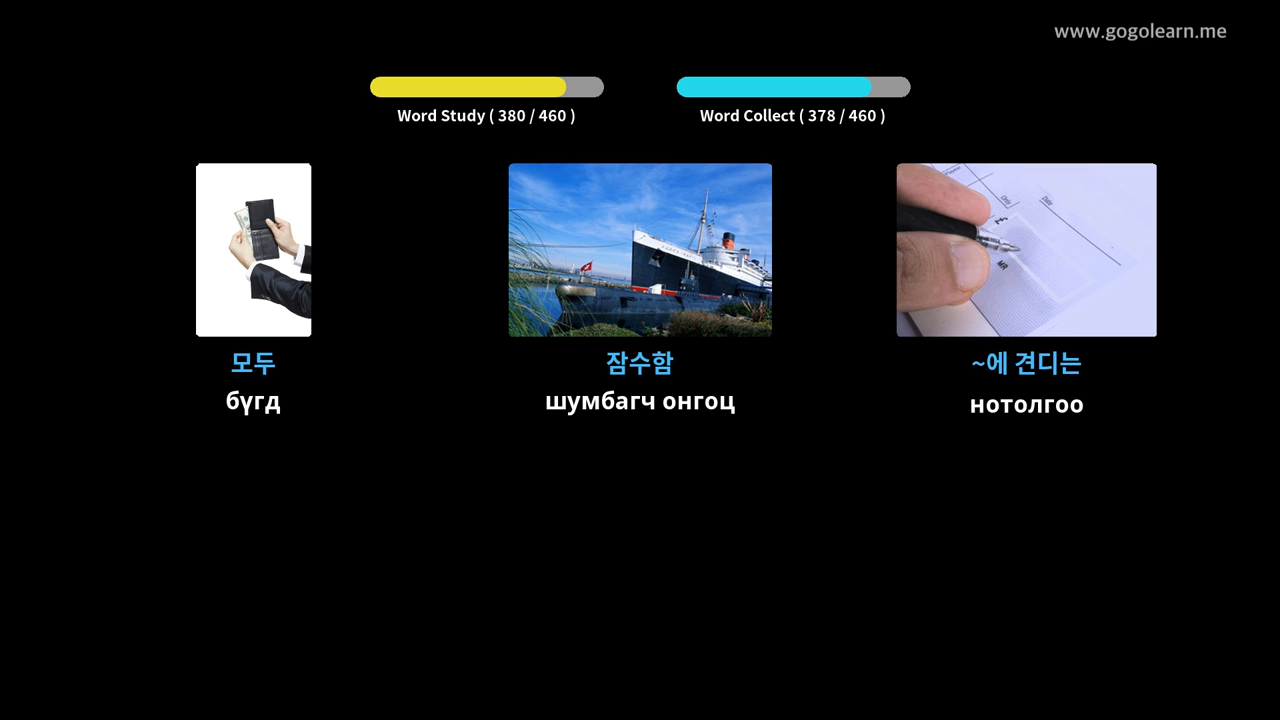 www.gogolearn.me
Word Study ( 380 / 460 )
Word Collect ( 378 / 460 )
모두
잠수함
~에 견디는
бүгд
шумбагч онгоц
нотолгоо